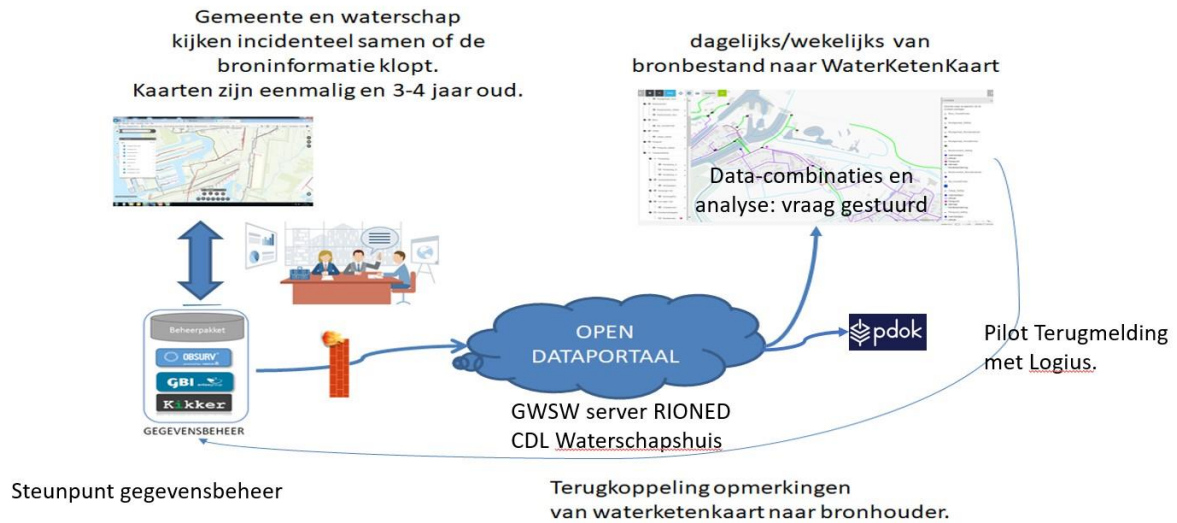 Gemeente en waterschap
kijken incidenteel samen of de
broninformatie klopt.
Kaarten zijn eenmalig en 3-4 jaar oud.
dagelijks/wekelijks van
bronbestand naar WaterKetenKaart
Data-combinaties en
analyse: vraag gestuurd
Beheerpakket
OBSURV
GBI
Kikker
GEGEVENSBEHEER
OPEN
DATAPORTAAL
pdok
Pilot Terugmelding
met Logius.
GWSW server RIONED
CDL Waterschapshuis
Steunpunt gegevensbeheer
Terugkoppeling opmerkingen
van waterketenkaart naar bronhouder.